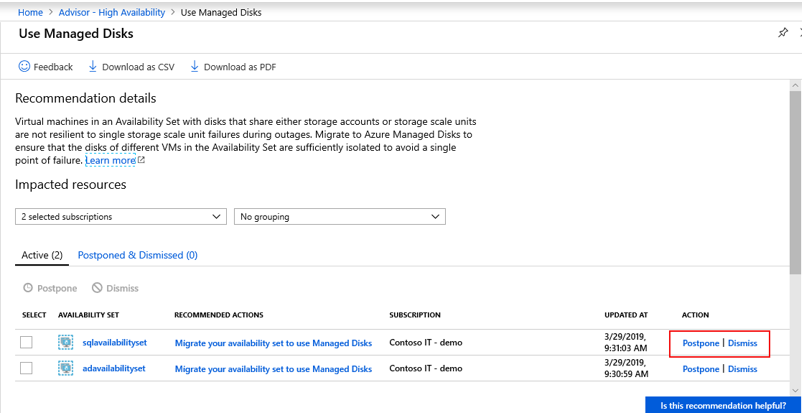 Home > Advisor - High Availability > Use Managed Disks
Use Managed Disks
Feedback Download as CSV Download as PDF
Recommendation details
Virtual machines in an Availability Set with disks that share either storage accounts or storage scale units
are not resilient to single storage scale unit failures during outages. Migrate to Azure Managed Disks to
ensure that the disks of different VMs in the Availability Set are sufficiently isolated to avoid a single
point of failure. Learn more
Impacted resources
2 selected subscriptions No grouping
Active (2) Postponed & Dismissed (0)
Postpone Dismiss
SELECT AVAILABILITY SET RECOMMENDED ACTIONS SUBSCRIPTION UPDATED AT ACTION
sqlavailabilityset Migrate your availability set to use Managed Disks Contoso IT - demo 3/29/2019, 9:31:03 AM Postpone | Dismiss
adavailabilityset Migrate your availability set to use Managed Disks Contoso IT - demo 3/29/2019, 9:30:59 AM Postpone | Dismiss
Is this recommendation helpful?